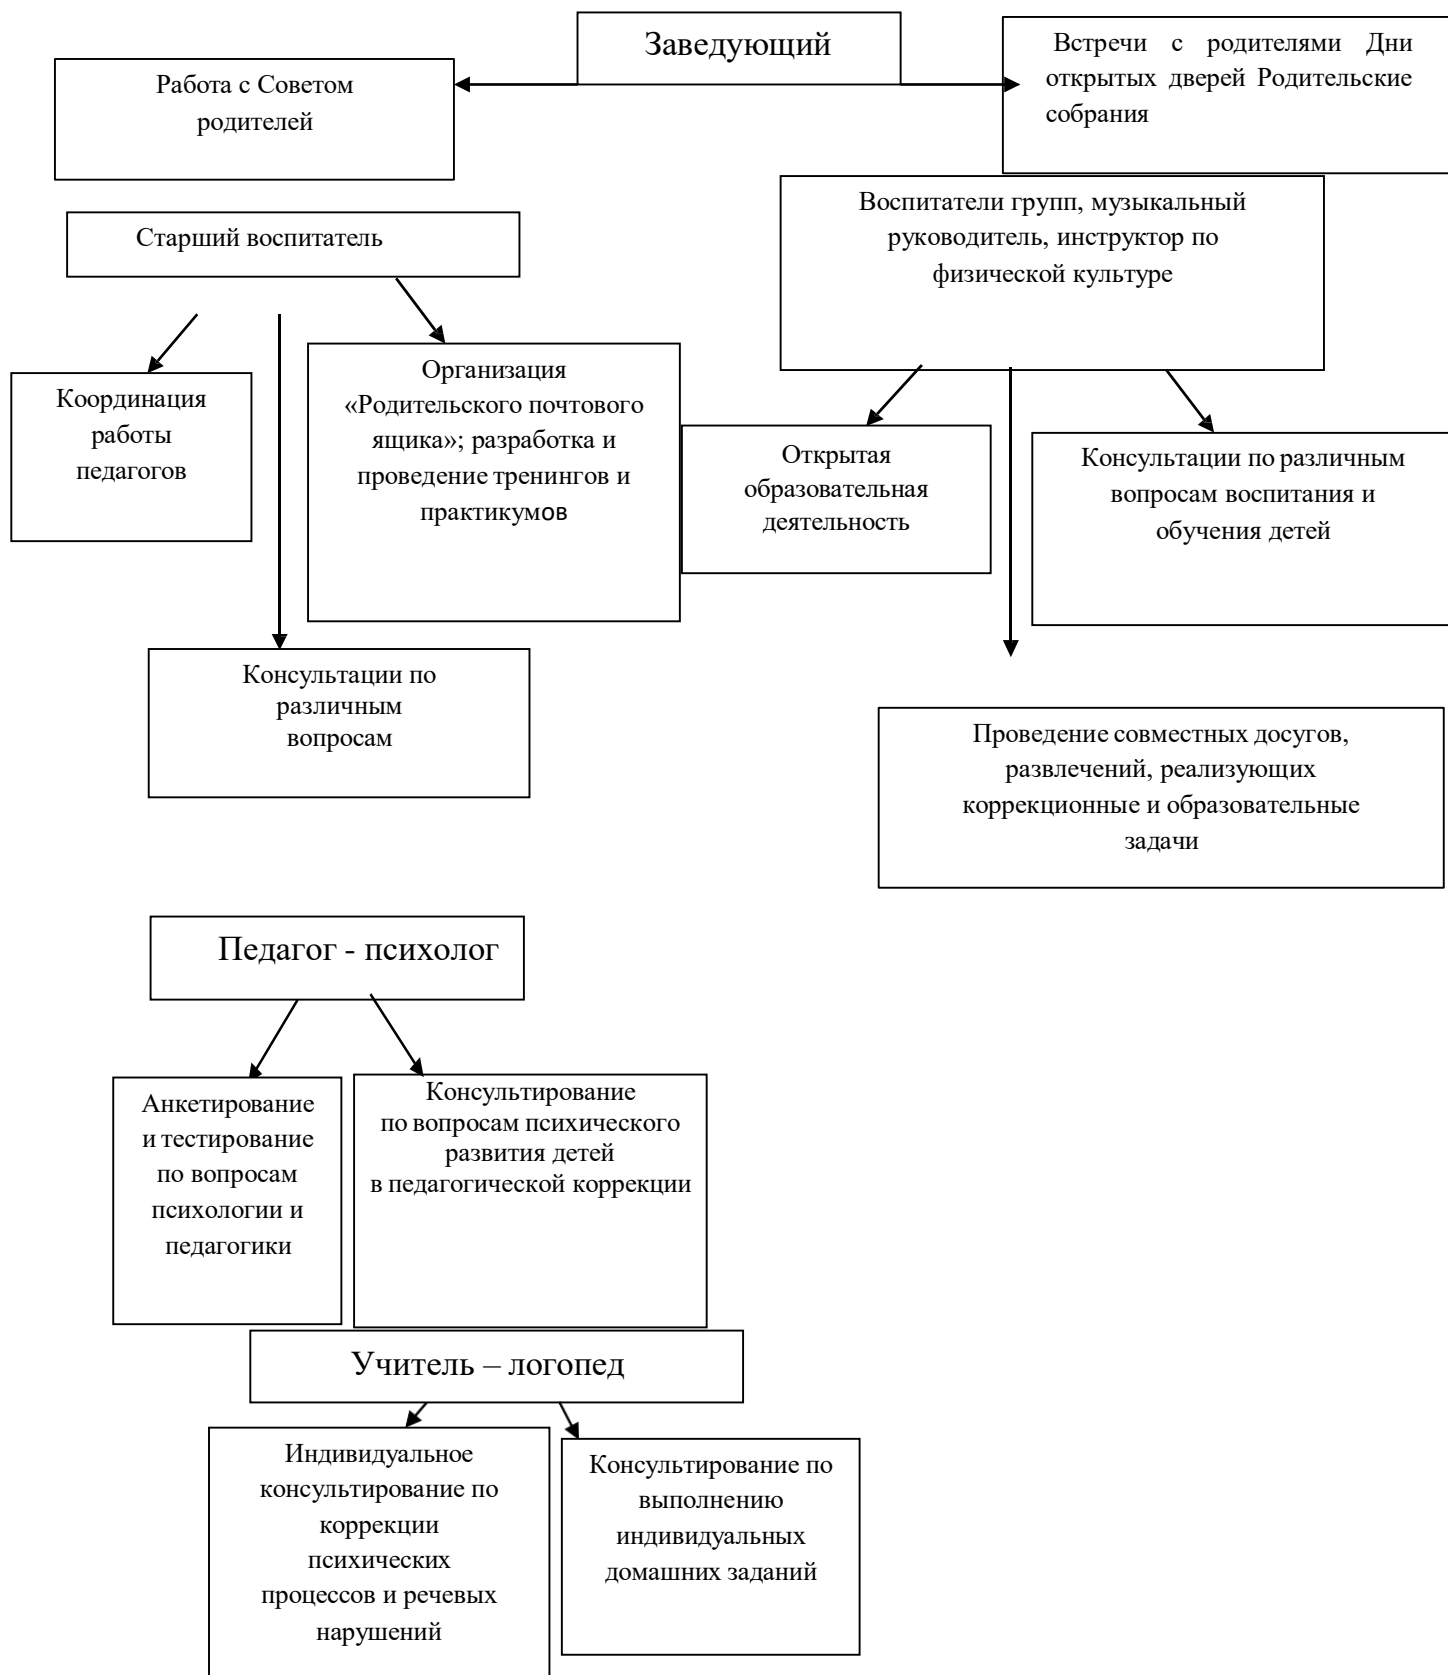 Заведующий
Работа с Советом
родителей
Встречи с родителями Дни
открытых дверей Родительские
собрания
Старший воспитатель
Воспитатели групп, музыкальный
руководитель, инструктор по
физической культуре
Координация
работы
педагогов
Организация
«Родительского почтового
ящика»; разработка и
проведение тренингов и
практикумов
Открытая
образовательная
деятельность
Консультации по различным
вопросам воспитания и
обучения детей
Консультации по
различным
вопросам
Проведение совместных досугов,
развлечений, реализующих
коррекционные и образовательные
задачи
Педагог - психолог
Анкетирование
и тестирование
по вопросам
психологии и
педагогики
Консультирование
по вопросам психического
развития детей
в педагогической коррекции
Учитель – логопед
Индивидуальное
консультирование по
коррекции
психических
процессов и речевых
нарушений
Консультирование по
выполнению
индивидуальных
домашних заданий